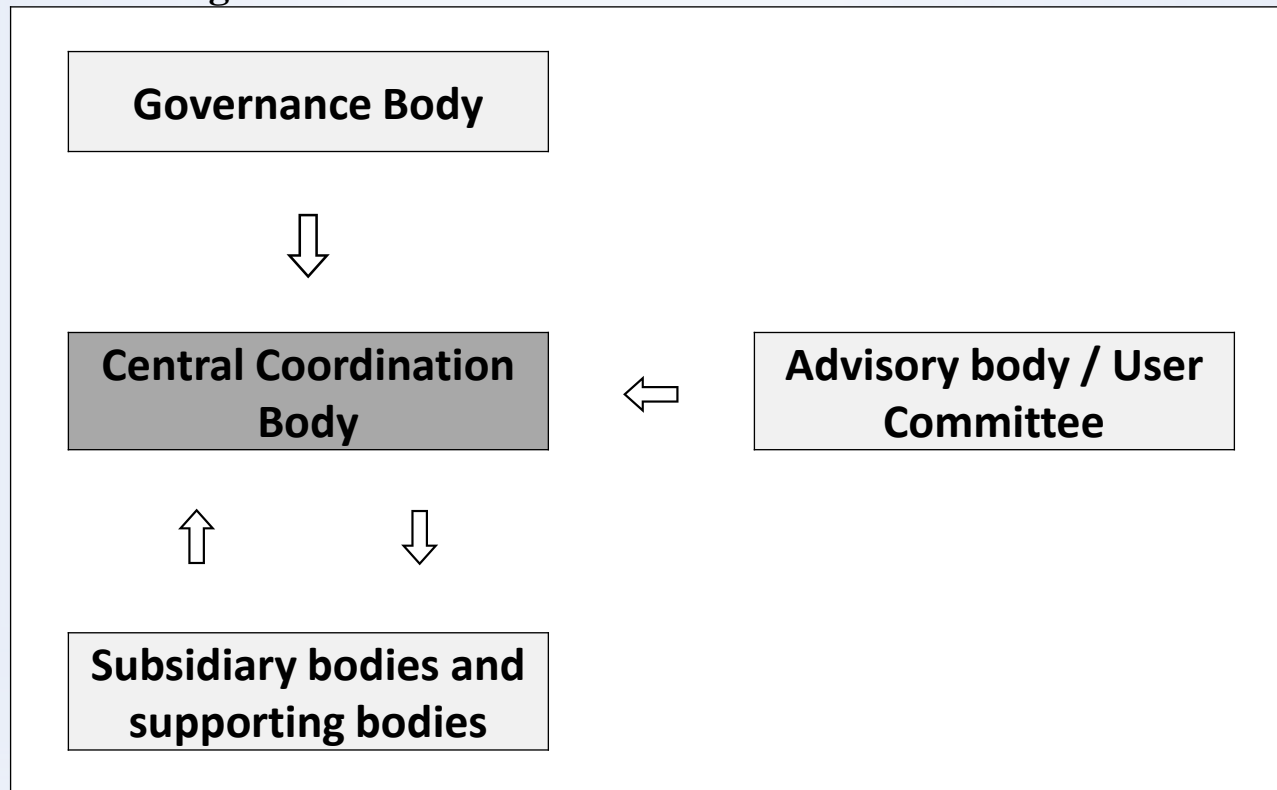 Governance Body
Central Coordination
Body
Advisory body / User
Committee
Subsidiary bodies and
supporting bodies